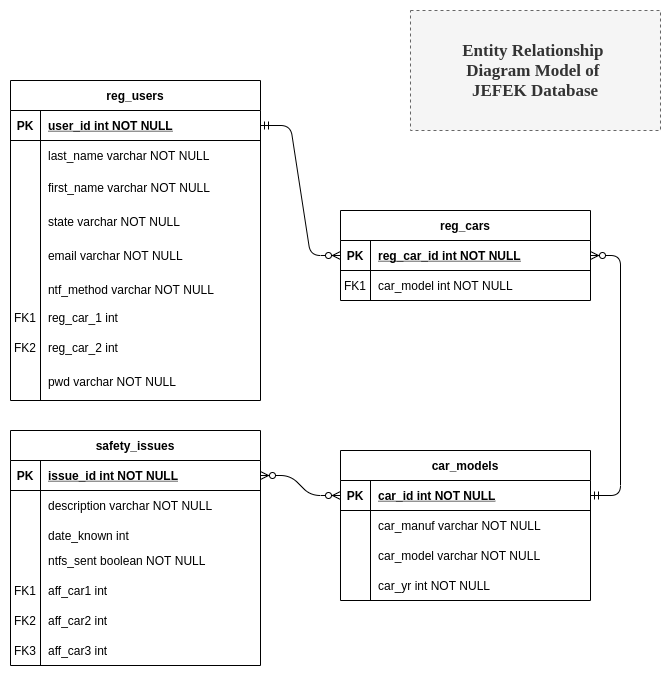 Entity Relationship
Diagram Model of
JEFEK Database
reg_users
PK user_id int NOT NULL
last_name varchar NOT NULL
first_name varchar NOT NULL
state varchar NOT NULL
email varchar NOT NULL
ntf_method varchar NOT NULL
FK1 reg_car_1 int
FK2 reg_car_2 int
pwd varchar NOT NULL
reg_cars
PK reg_car_id int NOT NULL
FK1 car_model int NOT NULL
safety_issues
PK issue_id int NOT NULL
description varchar NOT NULL
date_known int
ntfs_sent boolean NOT NULL
FK1 aff_car1 int
FK2 aff_car2 int
FK3 aff_car3 int
car_models
PK car_id int NOT NULL
car_manuf varchar NOT NULL
car_model varchar NOT NULL
car_yr int NOT NULL